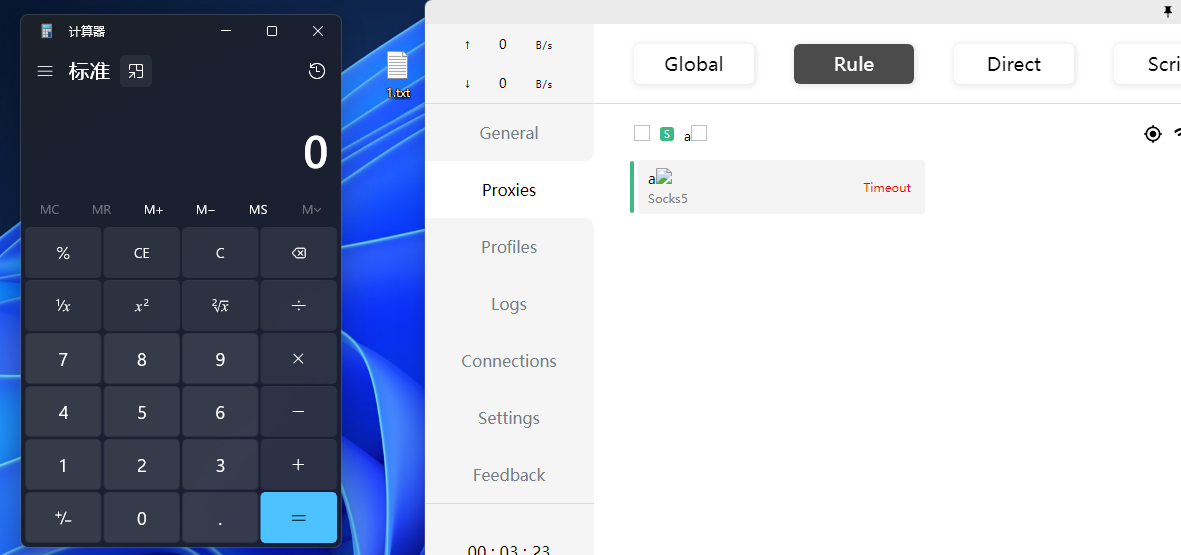 计算器
标准
0
MC MR M+ M− MS M
% CE C
⅟x x² ²√x ÷
7 8 9 ×
4 5 6 −
1 2 3 +
+/− 0 . =
1.txt
↑ 0 B/s
↓ 0 B/s
General
Proxies
Profiles
Logs
Connections
Settings
Feedback
00 : 03 : 23
Global Rule Direct Scri
S a
a
Socks5
Timeout